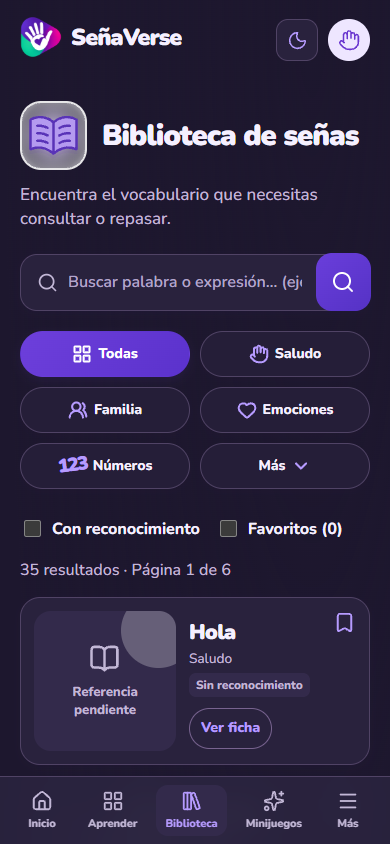 SeñaVerse
Biblioteca de señas
Encuentra el vocabulario que necesitas
consultar o repasar.
Buscar palabra o expresión... (eje
Todas
Saludo
Familia
Emociones
123 Números
Más
Con reconocimiento
Favoritos (0)
35 resultados · Página 1 de 6
Hola
Saludo
Sin reconocimiento
Referencia
pendiente
Ver ficha
Inicio
Aprender
Biblioteca
Minijuegos
Más